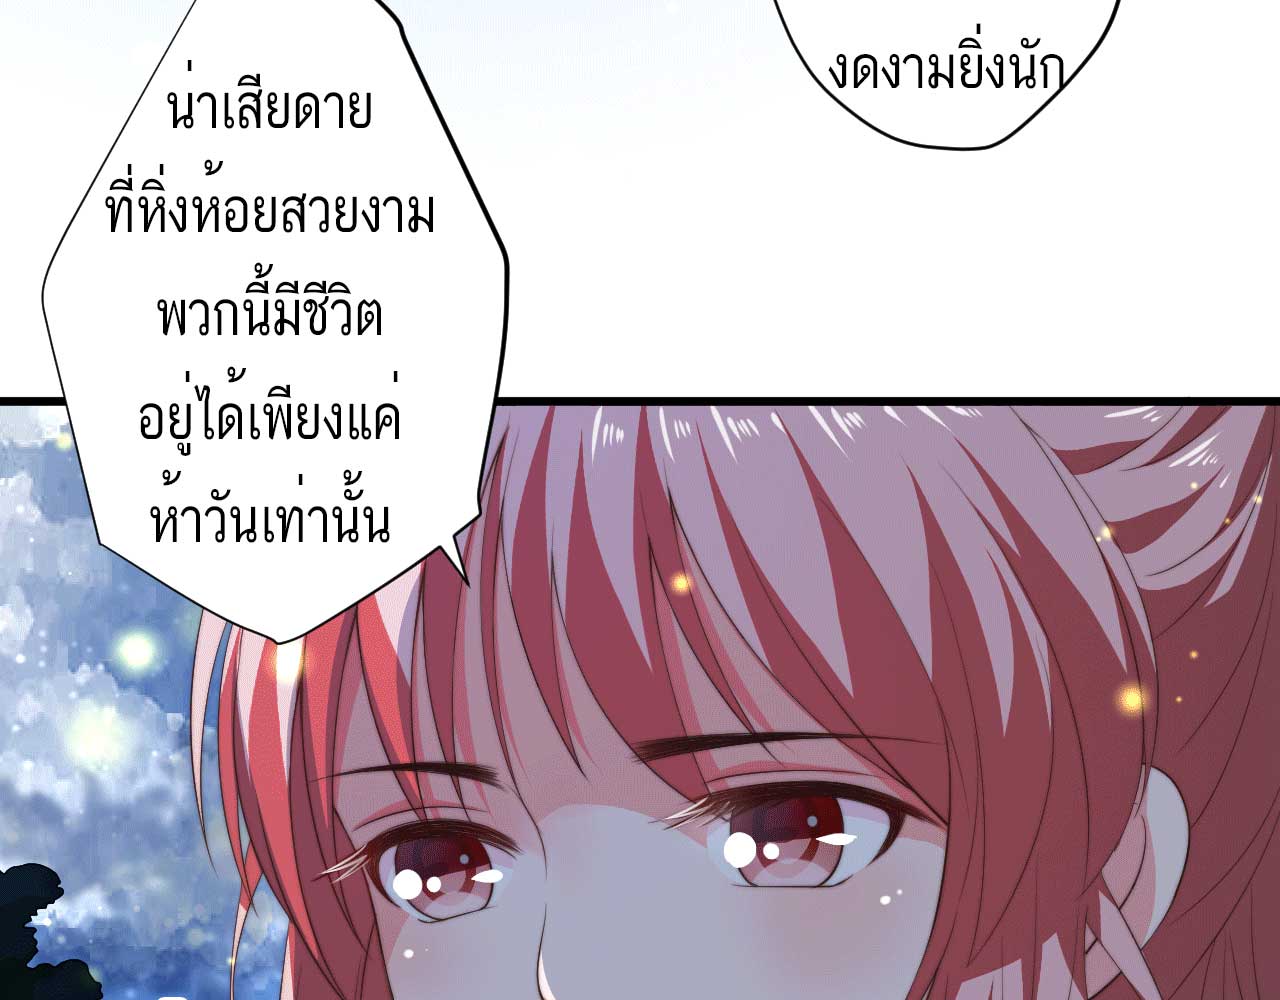 งดงามยิ่งนัก
น่าเสียดาย
ที่หิ่งห้อยสวยงาม
พวกนี้มีชีวิต
อยู่ได้เพียงแค่
ห้าวันเท่านั้น